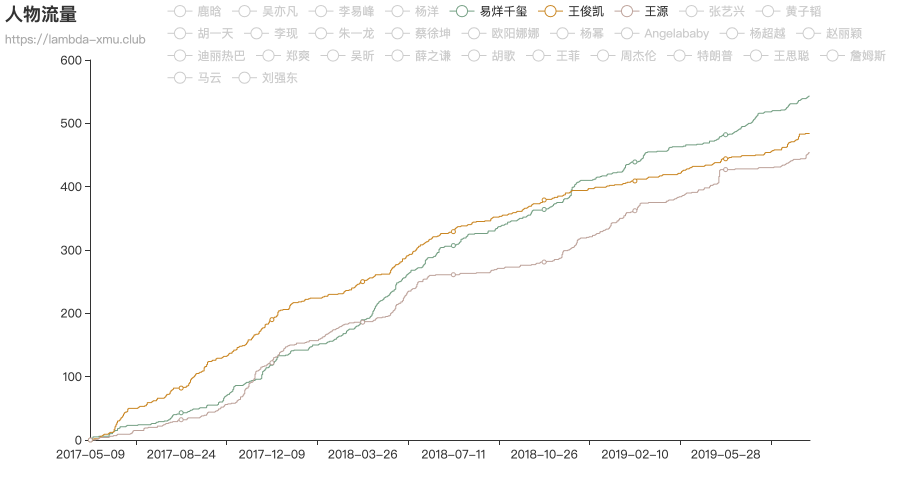 人物流量
https://lambda-xmu.club
鹿晗 吴亦凡 李易峰 杨洋 易烊千玺 王俊凯 王源 张艺兴 黄子韬
胡一天 李现 朱一龙 蔡徐坤 欧阳娜娜 杨幂 Angelababy 杨超越 赵丽颖
迪丽热巴 郑爽 吴昕 薛之谦 胡歌 王菲 周杰伦 特朗普 王思聪 詹姆斯
马云 刘强东
600
500
400
300
200
100
0
2017-05-09 2017-08-24 2017-12-09 2018-03-26 2018-07-11 2018-10-26 2019-02-10 2019-05-28